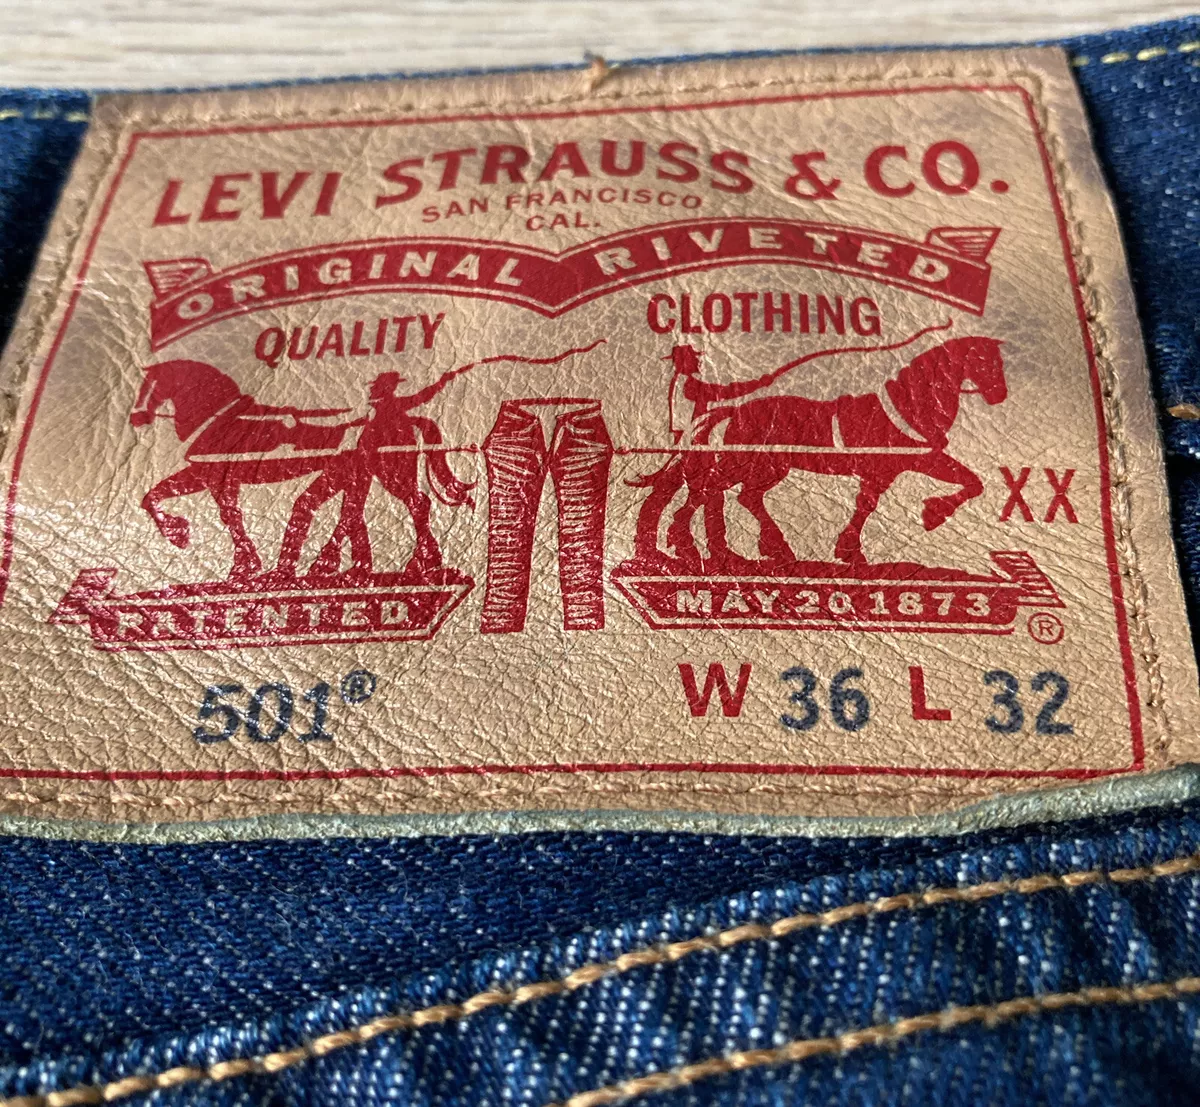 LEVI STRAUSS & CO.
SAN FRANCISCO
CAL.
ORIGINAL RIVETED
QUALITY CLOTHING
XX
PATENTED MAY 20 1873 ®
501® W 36 L 32